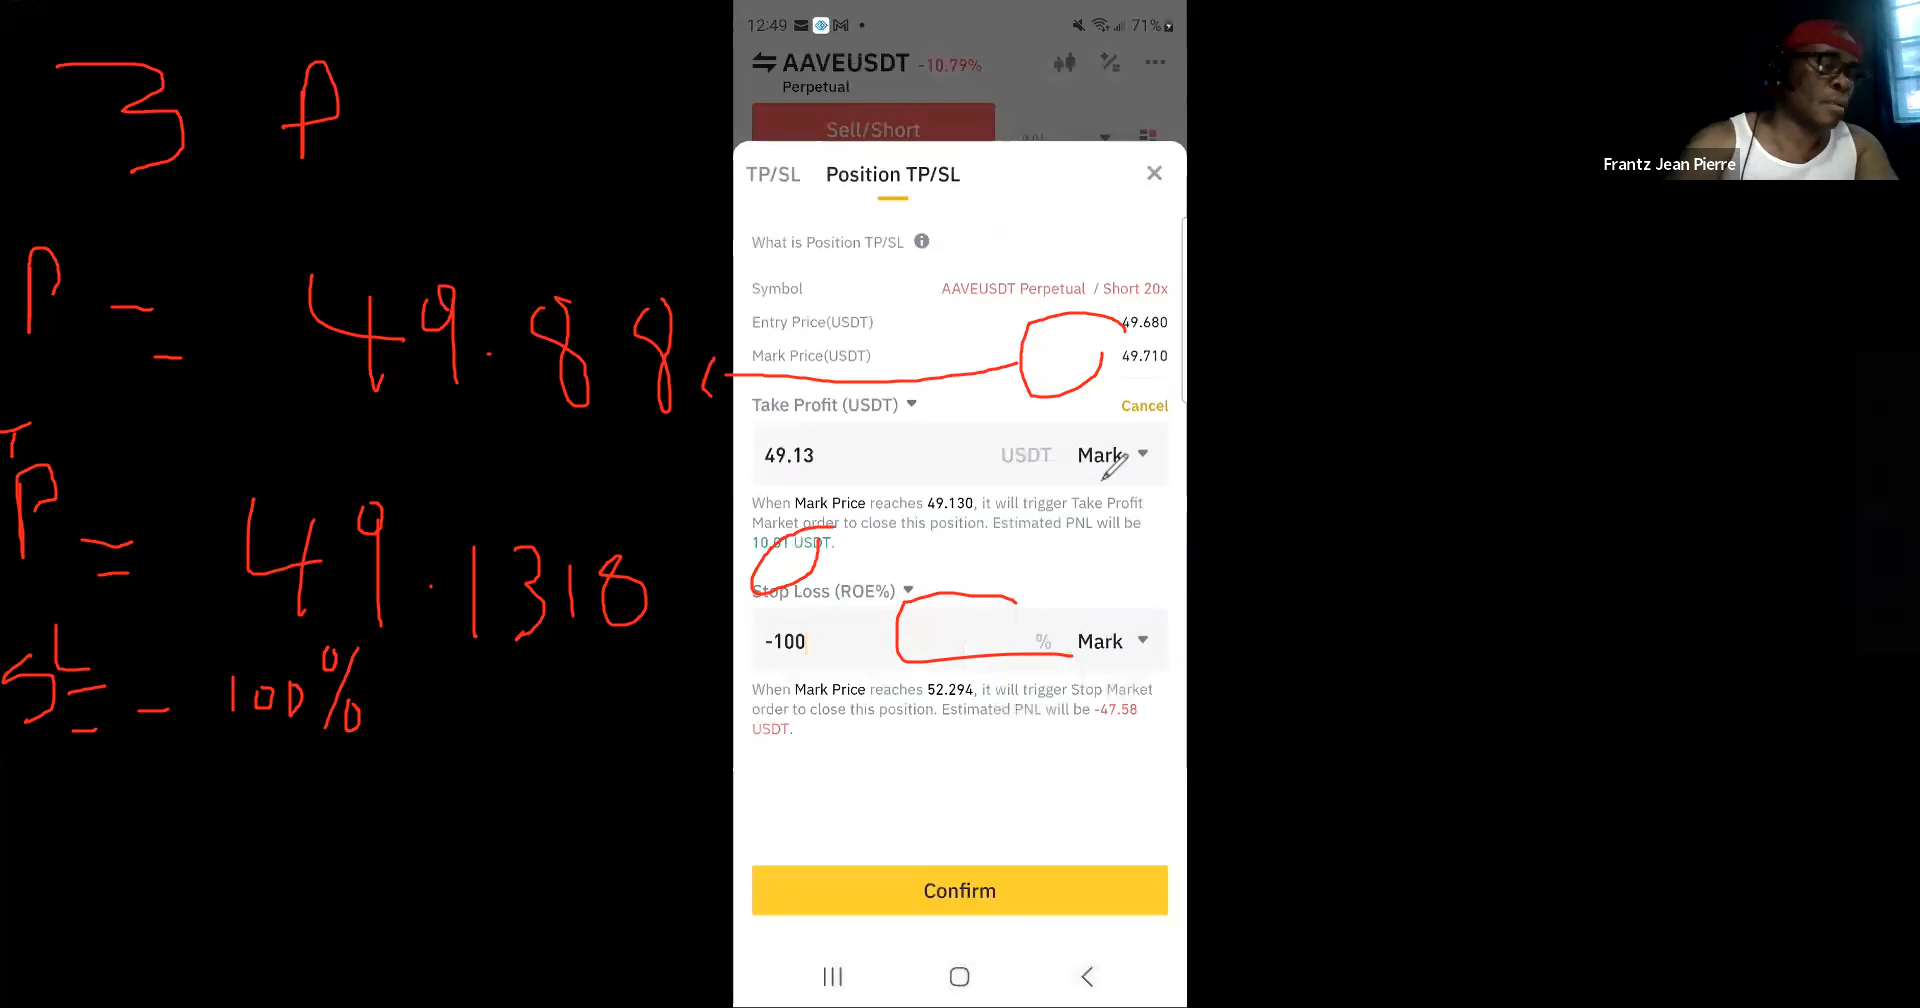 3 P
P = 49.88
TP = 49.1318
SL = - 100%
12:49
71%
AAVEUSDT -10.79%
Perpetual
Sell/Short
TP/SL Position TP/SL
What is Position TP/SL
Symbol AAVEUSDT Perpetual / Short 20x
Entry Price(USDT) 49.680
Mark Price(USDT) 49.710
Take Profit (USDT) Cancel
49.13 USDT Mark
When Mark Price reaches 49.130, it will trigger Take Profit
Market order to close this position. Estimated PNL will be
USDT.
Stop Loss (ROE%)
-100 % Mark
When Mark Price reaches 52.294, it will trigger Stop Market
order to close this position. Estimated PNL will be -47.58
USDT.
Confirm
Frantz Jean Pierre